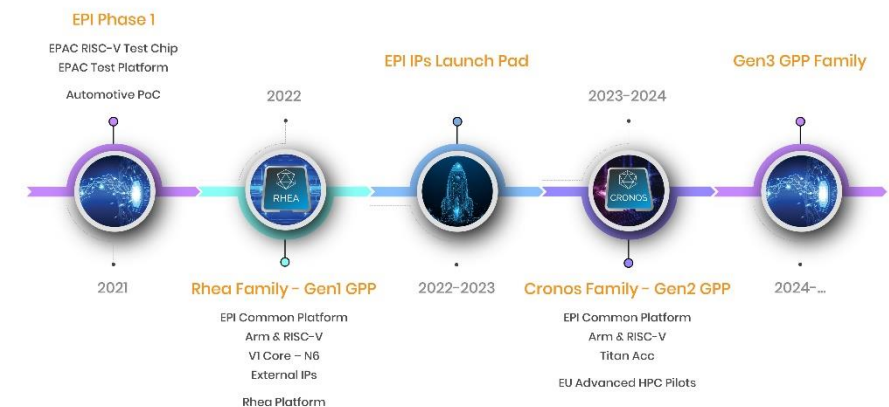 EPI Phase 1
EPAC RISC-V Test Chip
EPAC Test Platform
Automotive PoC
2021
2022
RHEA
Rhea Family - Gen1 GPP
EPI Common Platform
Arm & RISC-V
V1 Core – N6
External IPs
Rhea Platform
EPI IPs Launch Pad
2022-2023
2023-2024
CRONOS
Cronos Family - Gen2 GPP
EPI Common Platform
Arm & RISC-V
Titan Acc
EU Advanced HPC Pilots
Gen3 GPP Family
2024-...